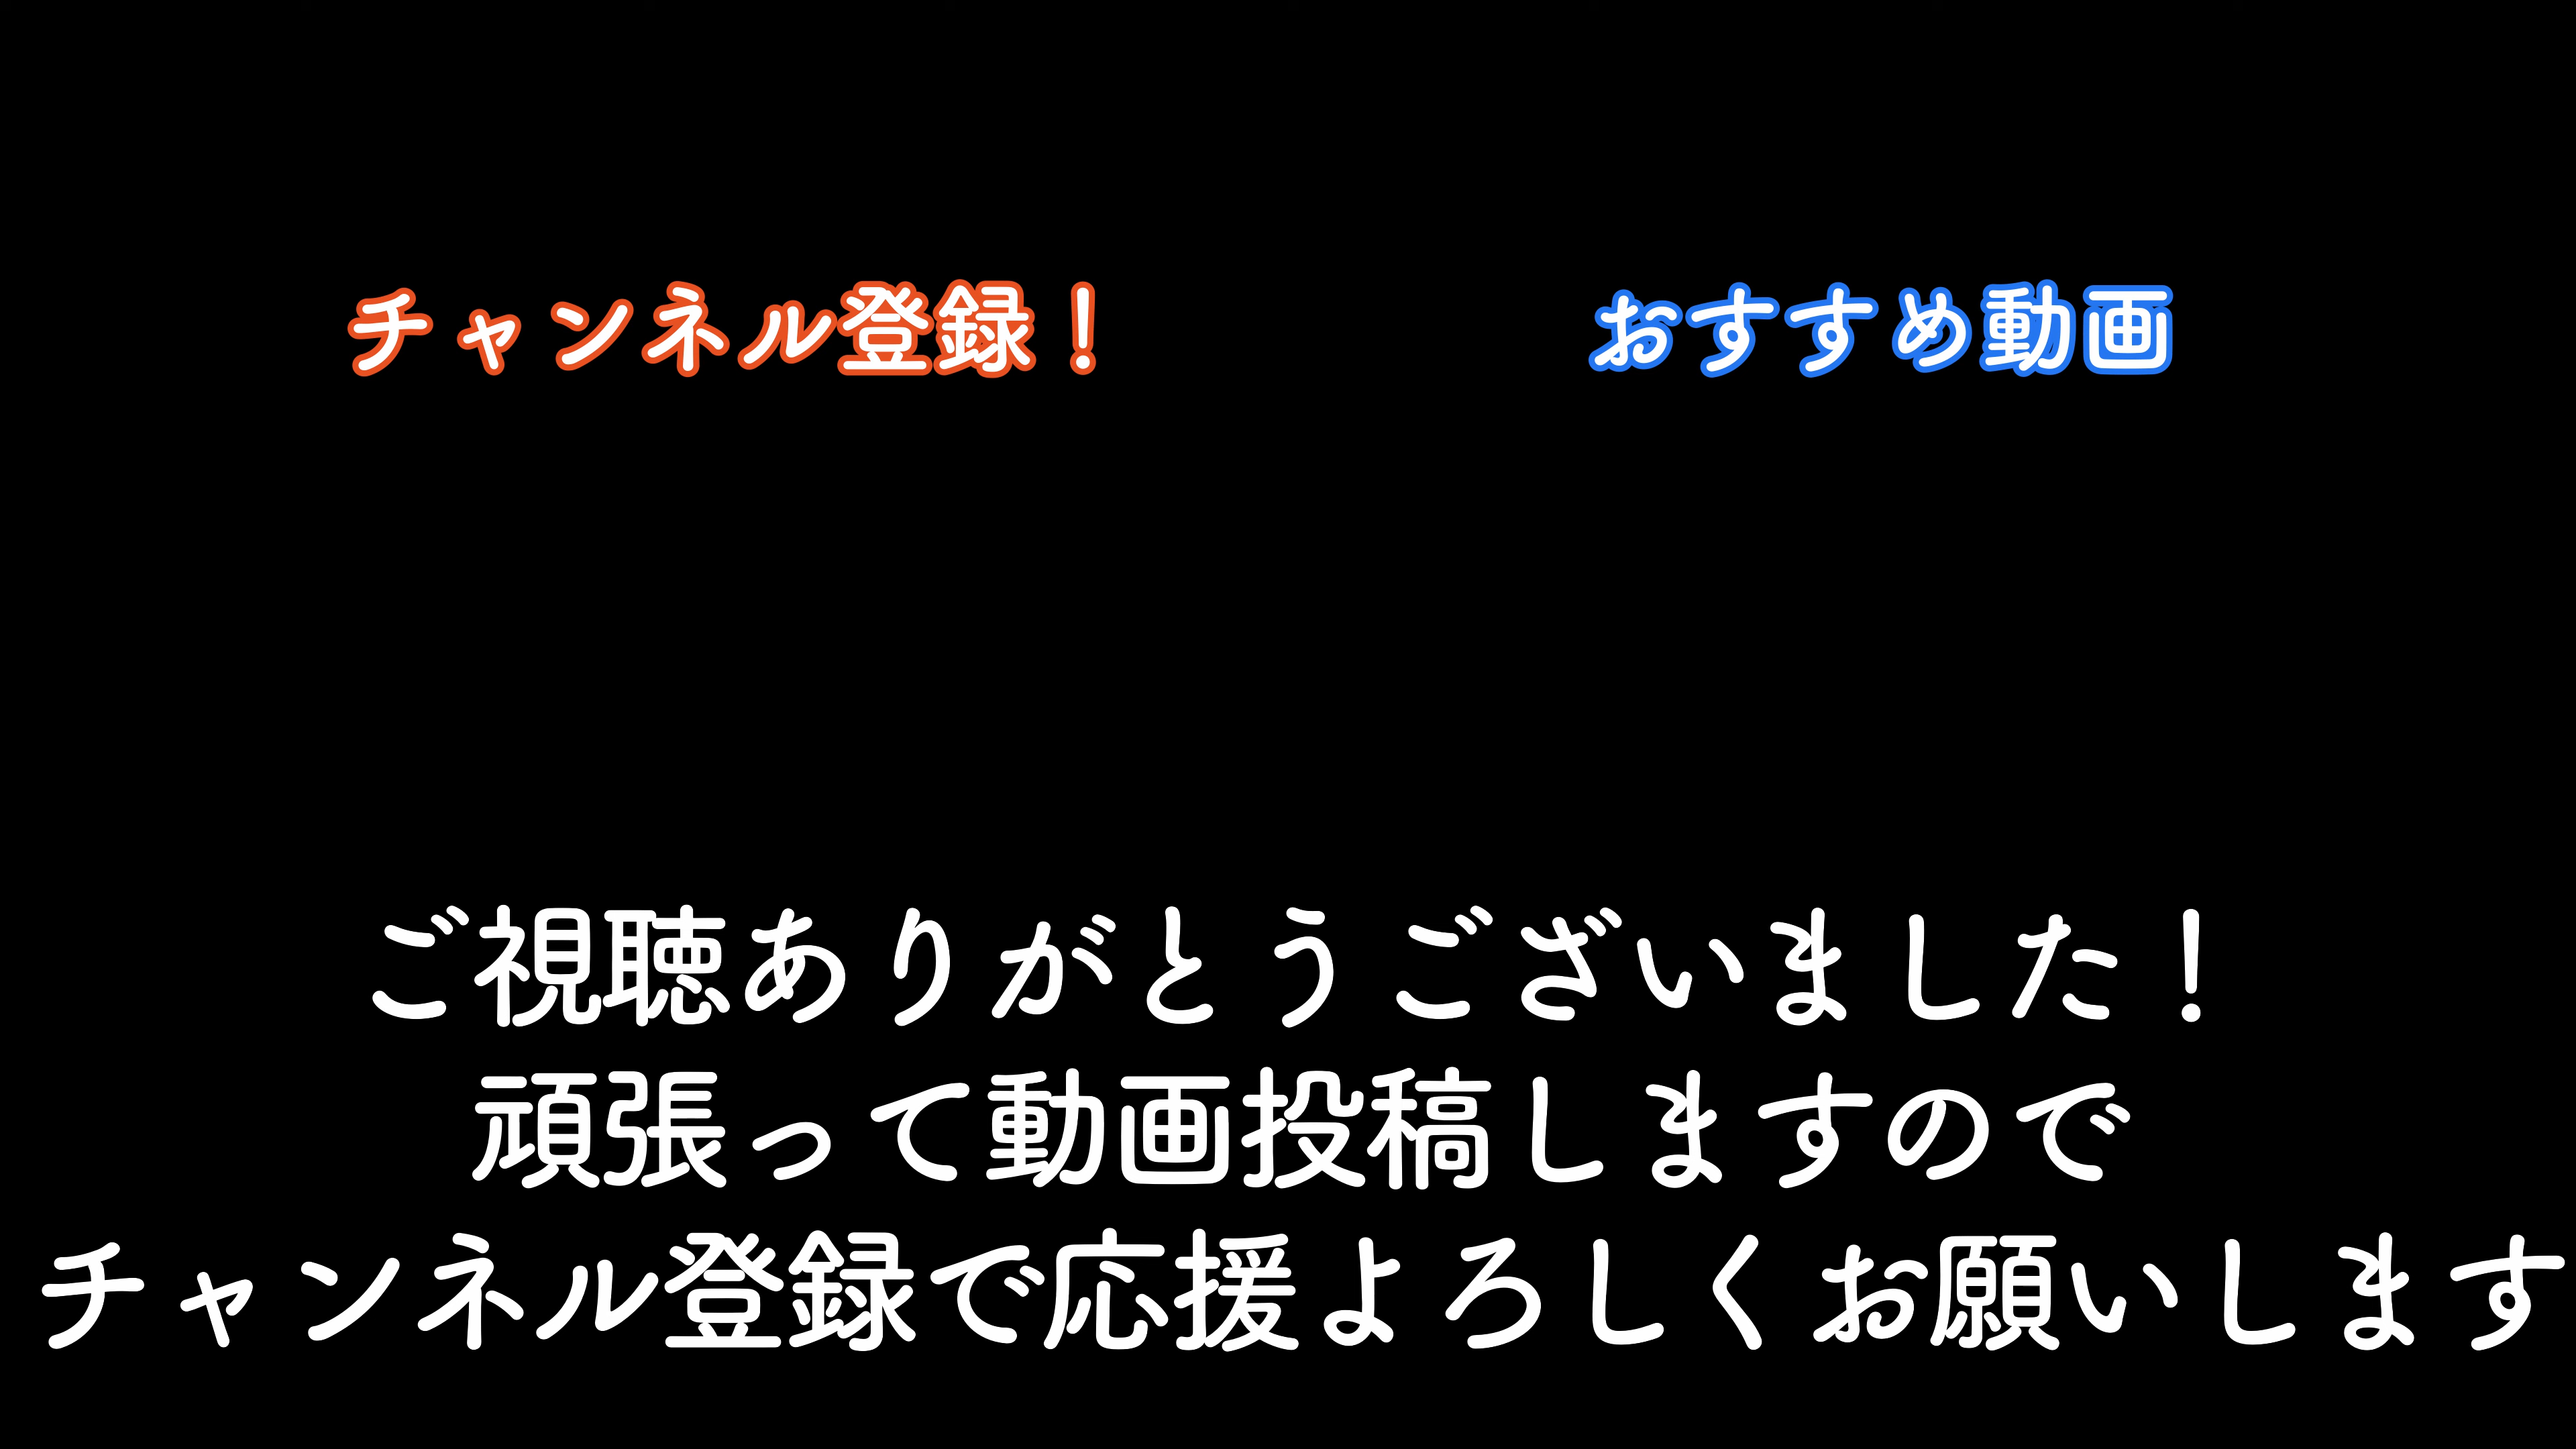 チャンネル登録！
おすすめ動画
ご視聴ありがとうございました！
頑張って動画投稿しますので
チャンネル登録で応援よろしくお願いします